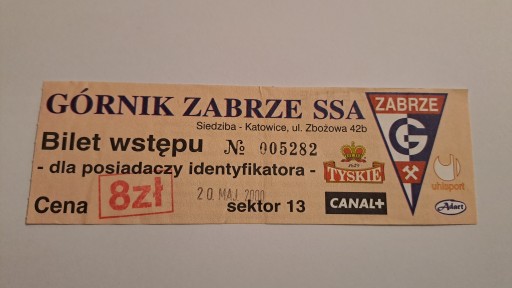 GÓRNIK ZABRZE SSA
Siedziba - Katowice, ul. Zbożowa 42b
Bilet wstępu № 005282
- dla posiadaczy identyfikatora -
Cena 8zł
20. MAJ 2000
sektor 13
1629
TYSKIE
CANAL+
ZABRZE
G
uhlsport
Adart